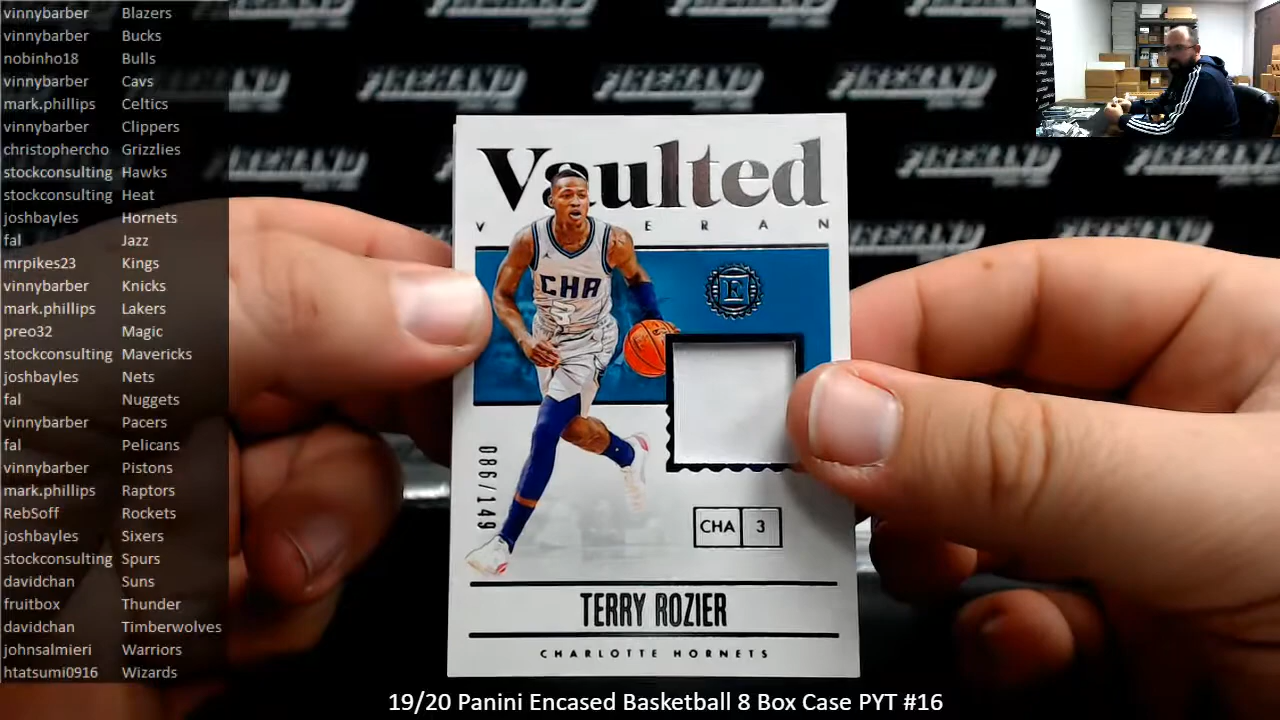 vinnybarber Blazers
vinnybarber Bucks
nobinho18 Bulls
vinnybarber Cavs
mark.phillips Celtics
vinnybarber Clippers
christophercho Grizzlies
stockconsulting Hawks
stockconsulting Heat
joshbayles Hornets
fal Jazz
mrpikes23 Kings
vinnybarber Knicks
mark.phillips Lakers
preo32 Magic
stockconsulting Mavericks
joshbayles Nets
fal Nuggets
vinnybarber Pacers
fal Pelicans
vinnybarber Pistons
mark.phillips Raptors
RebSoff Rockets
joshbayles Sixers
stockconsulting Spurs
davidchan Suns
fruitbox Thunder
davidchan Timberwolves
johnsalmieri Warriors
htatsumi0916 Wizards
FIREHAND FIREHAND FIREHAND
Vaulted
V E R A N
CHA
3
E
086/149
CHA 3
TERRY ROZIER
CHARLOTTE HORNETS
19/20 Panini Encased Basketball 8 Box Case PYT #16